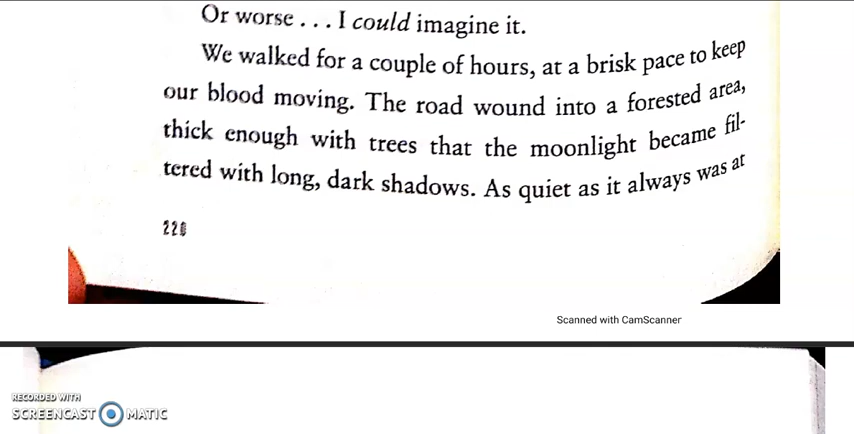 Or worse . . . I could imagine it.
We walked for a couple of hours, at a brisk pace to keep
our blood moving. The road wound into a forested area,
thick enough with trees that the moonlight became fil-
tered with long, dark shadows. As quiet as it always was at
Scanned with CamScanner
RECORDED WITH
SCREENCAST MATIC